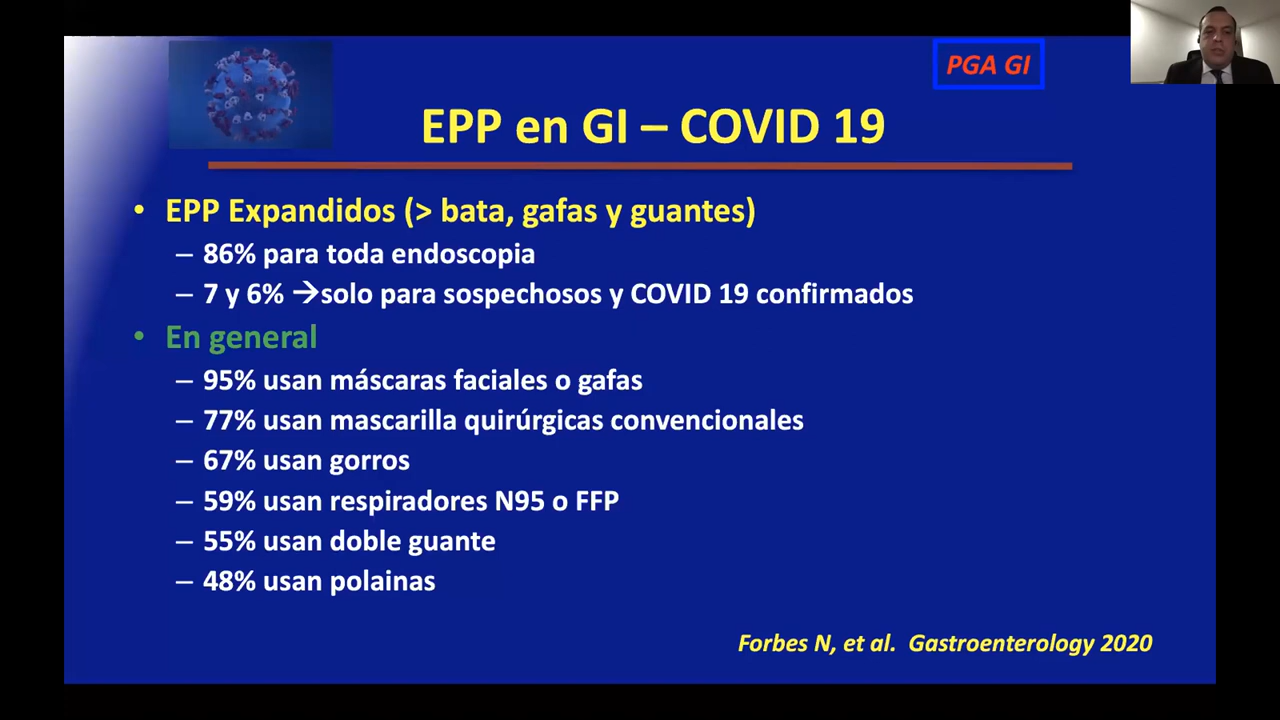 PGA GI
EPP en GI – COVID 19
• EPP Expandidos (> bata, gafas y guantes)
– 86% para toda endoscopia
– 7 y 6% →solo para sospechosos y COVID 19 confirmados
• En general
– 95% usan máscaras faciales o gafas
– 77% usan mascarilla quirúrgicas convencionales
– 67% usan gorros
– 59% usan respiradores N95 o FFP
– 55% usan doble guante
– 48% usan polainas
Forbes N, et al. Gastroenterology 2020